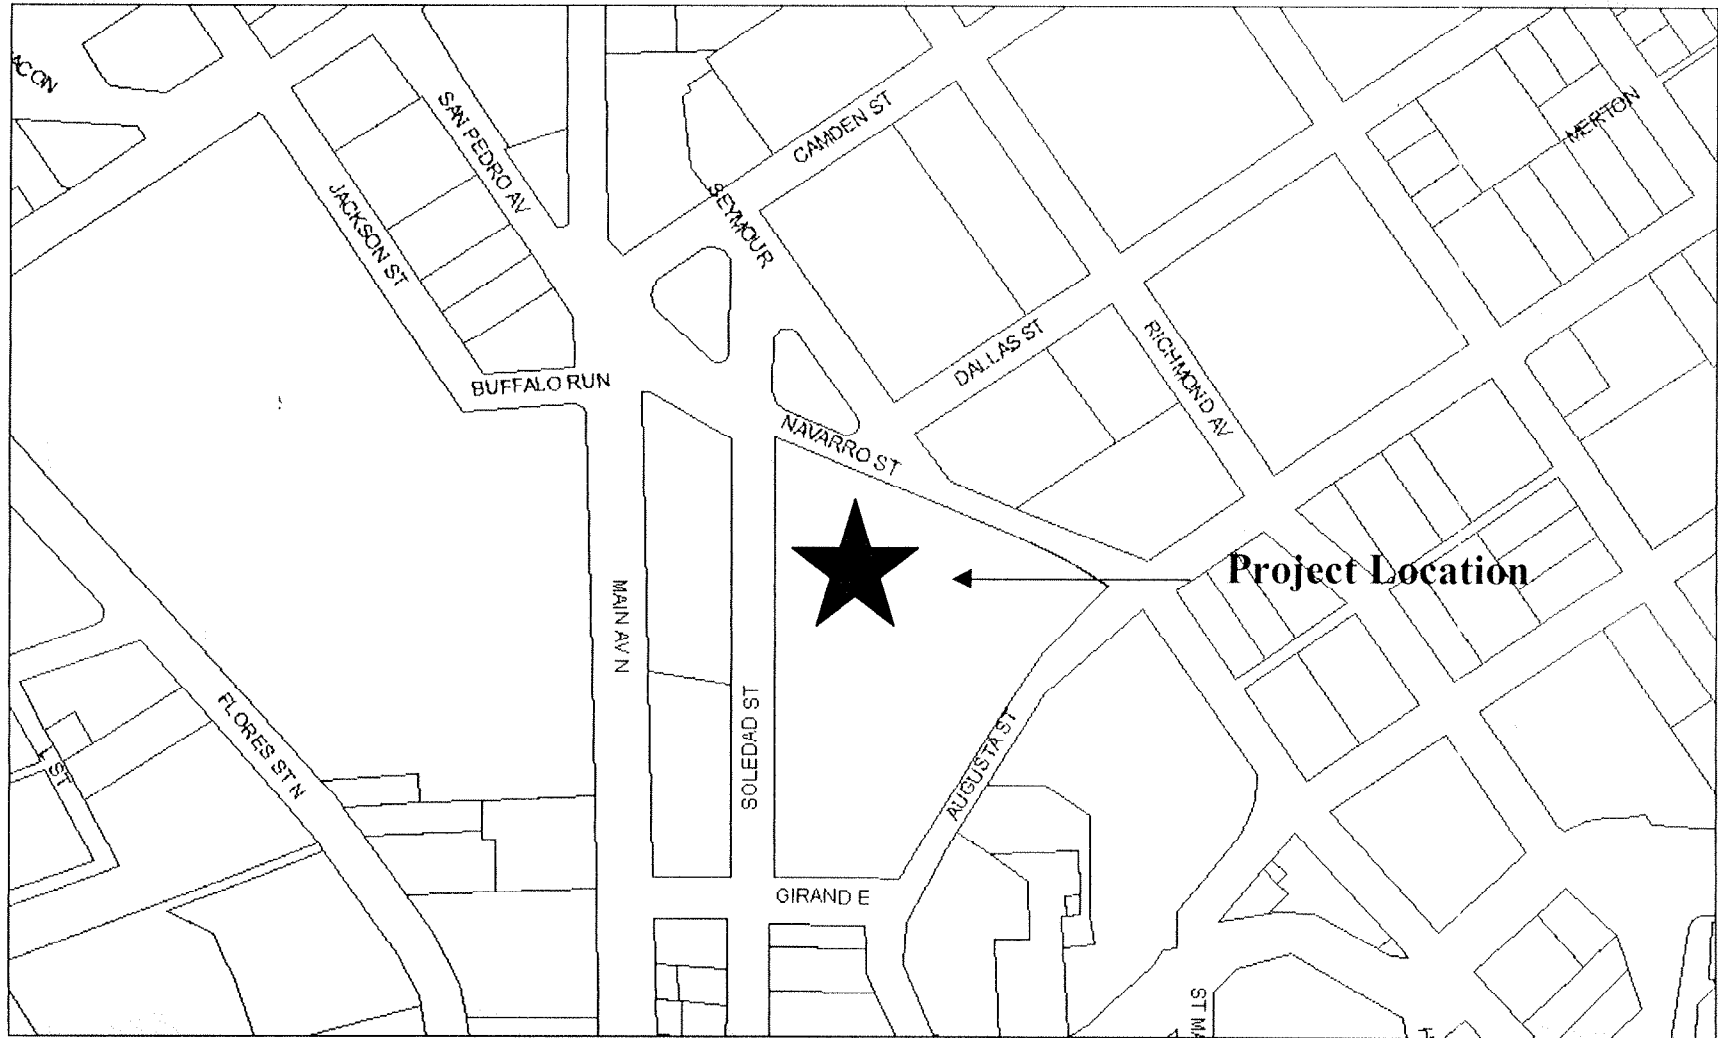 ACON
SAN PEDRO AV
CAMDEN ST
MERTON
JACKSON ST
SEYMOUR
DALLAS ST
RICHMOND AV
BUFFALO RUN
NAVARRO ST
Project Location
MAIN AV N
SOLEDAD ST
FLORES ST N
L ST
AUGUSTA ST
GIRAND E
ST MA